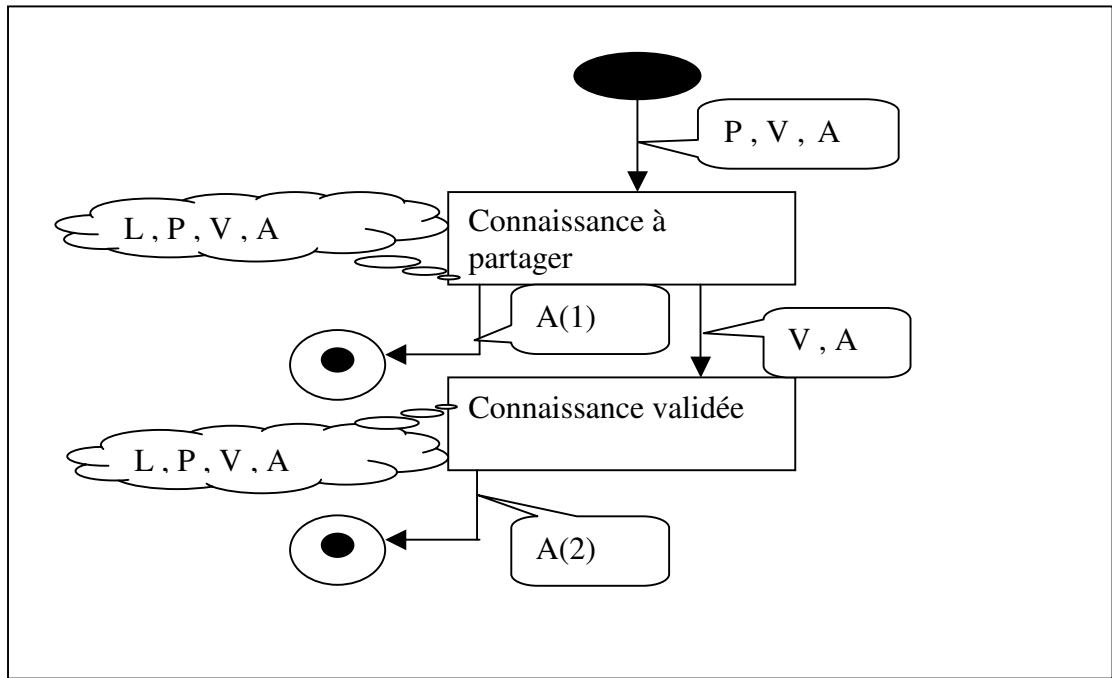 P , V , A
L , P , V , A
Connaissance à
partager
A(1)
V , A
Connaissance validée
L , P , V , A
A(2)